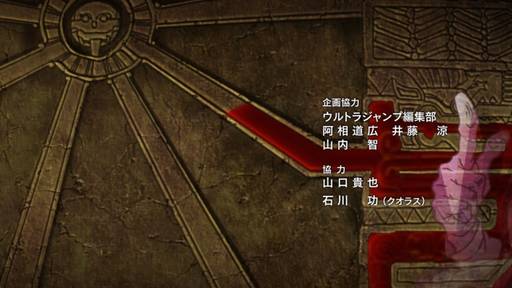 企画協力
ウルトラジャンプ編集部
阿相道広　井藤　涼
山内　智
協力
山口貴也
石川　功（クオラス）